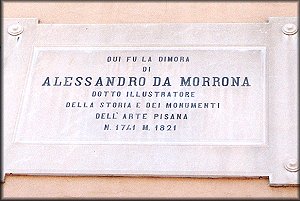 QUI FU LA DIMORA
DI
ALESSANDRO DA MORRONA
DOTTO ILLUSTRATORE
DELLA STORIA E DEI MONUMENTI
DELL'ARTE PISANA
N. 1741 M. 1821